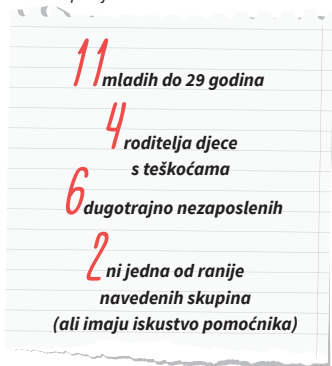 11 mladih do 29 godina
4 roditelja djece
s teškoćama
6 dugotrajno nezaposlenih
2 ni jedna od ranije
navedenih skupina
(ali imaju iskustvo pomoćnika)